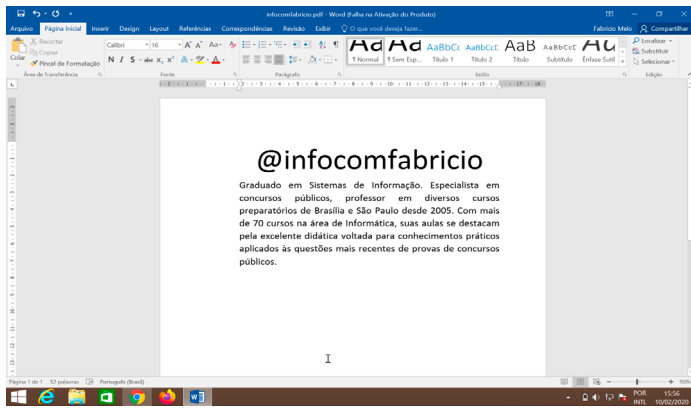 infocomfabricio.pdf - Word (Falha na Ativação do Produto)
Arquivo Página Inicial Inserir Design Layout Referências Correspondências Revisão Exibir O que você deseja fazer... Fabricio Melo Compartilhar
Colar
Recortar
Copiar
Pincel de Formatação
Área de Transferência
Calibri 16 A A Aa
N I S abc x₂ x²
Fonte
Parágrafo
AaBbCc AaBbCcE AaB AaBbCcC
¶ Normal ¶ Sem Esp... Título 1 Título 2 Título Subtítulo Ênfase Sutil
Estilo
Localizar
Substituir
Selecionar
Edição
@infocomfabricio
Graduado em Sistemas de Informação. Especialista em
concursos públicos, professor em diversos cursos
preparatórios de Brasília e São Paulo desde 2005. Com mais
de 70 cursos na área de Informática, suas aulas se destacam
pela excelente didática voltada para conhecimentos práticos
aplicados às questões mais recentes de provas de concursos
públicos.
Página 1 de 1 52 palavras Português (Brasil) 90%
POR 15:56
INTL 10/02/2020